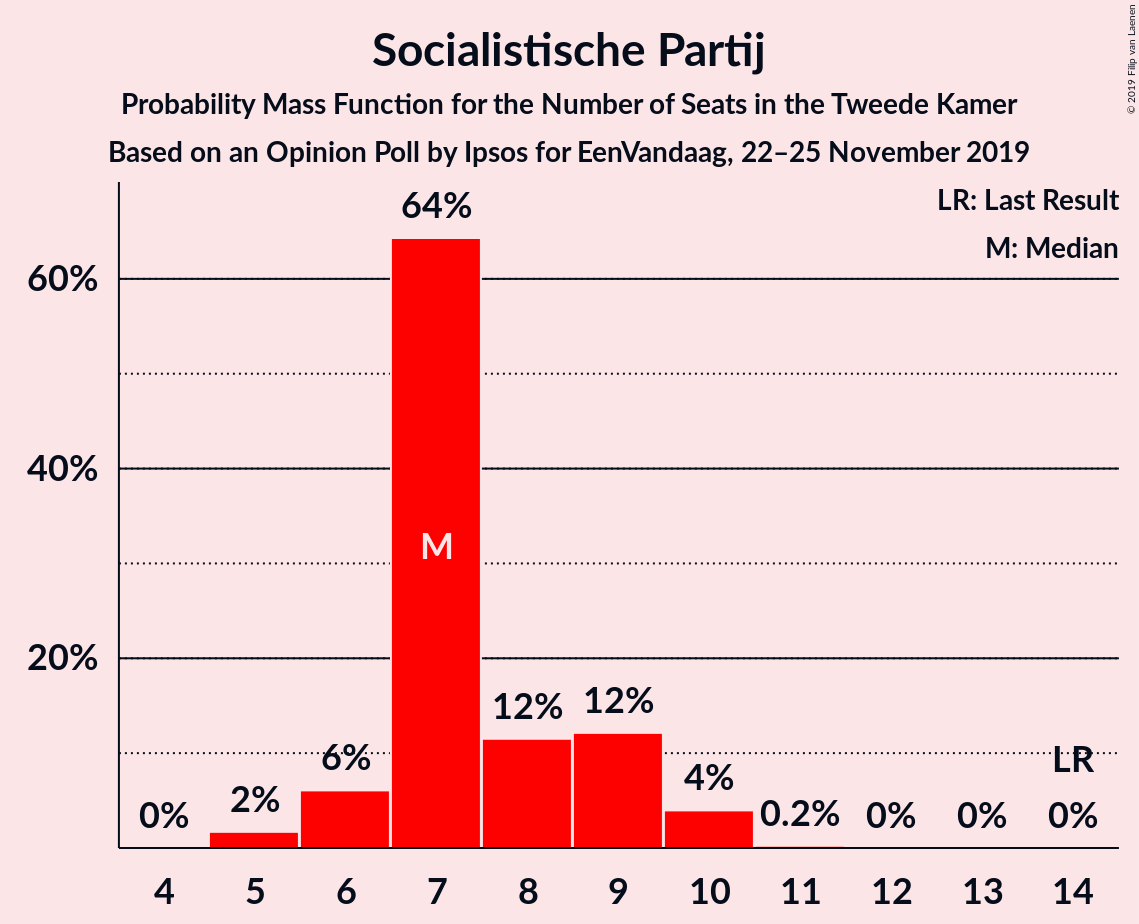 Socialistische Partij
Probability Mass Function for the Number of Seats in the Tweede Kamer
Based on an Opinion Poll by Ipsos for EenVandaag, 22–25 November 2019
© 2019 Filip van Laenen
LR: Last Result
M: Median
60%
40%
20%
0%
2%
6%
64%
M
12%
12%
4%
0.2%
0%
0%
LR
0%
4 5 6 7 8 9 10 11 12 13 14